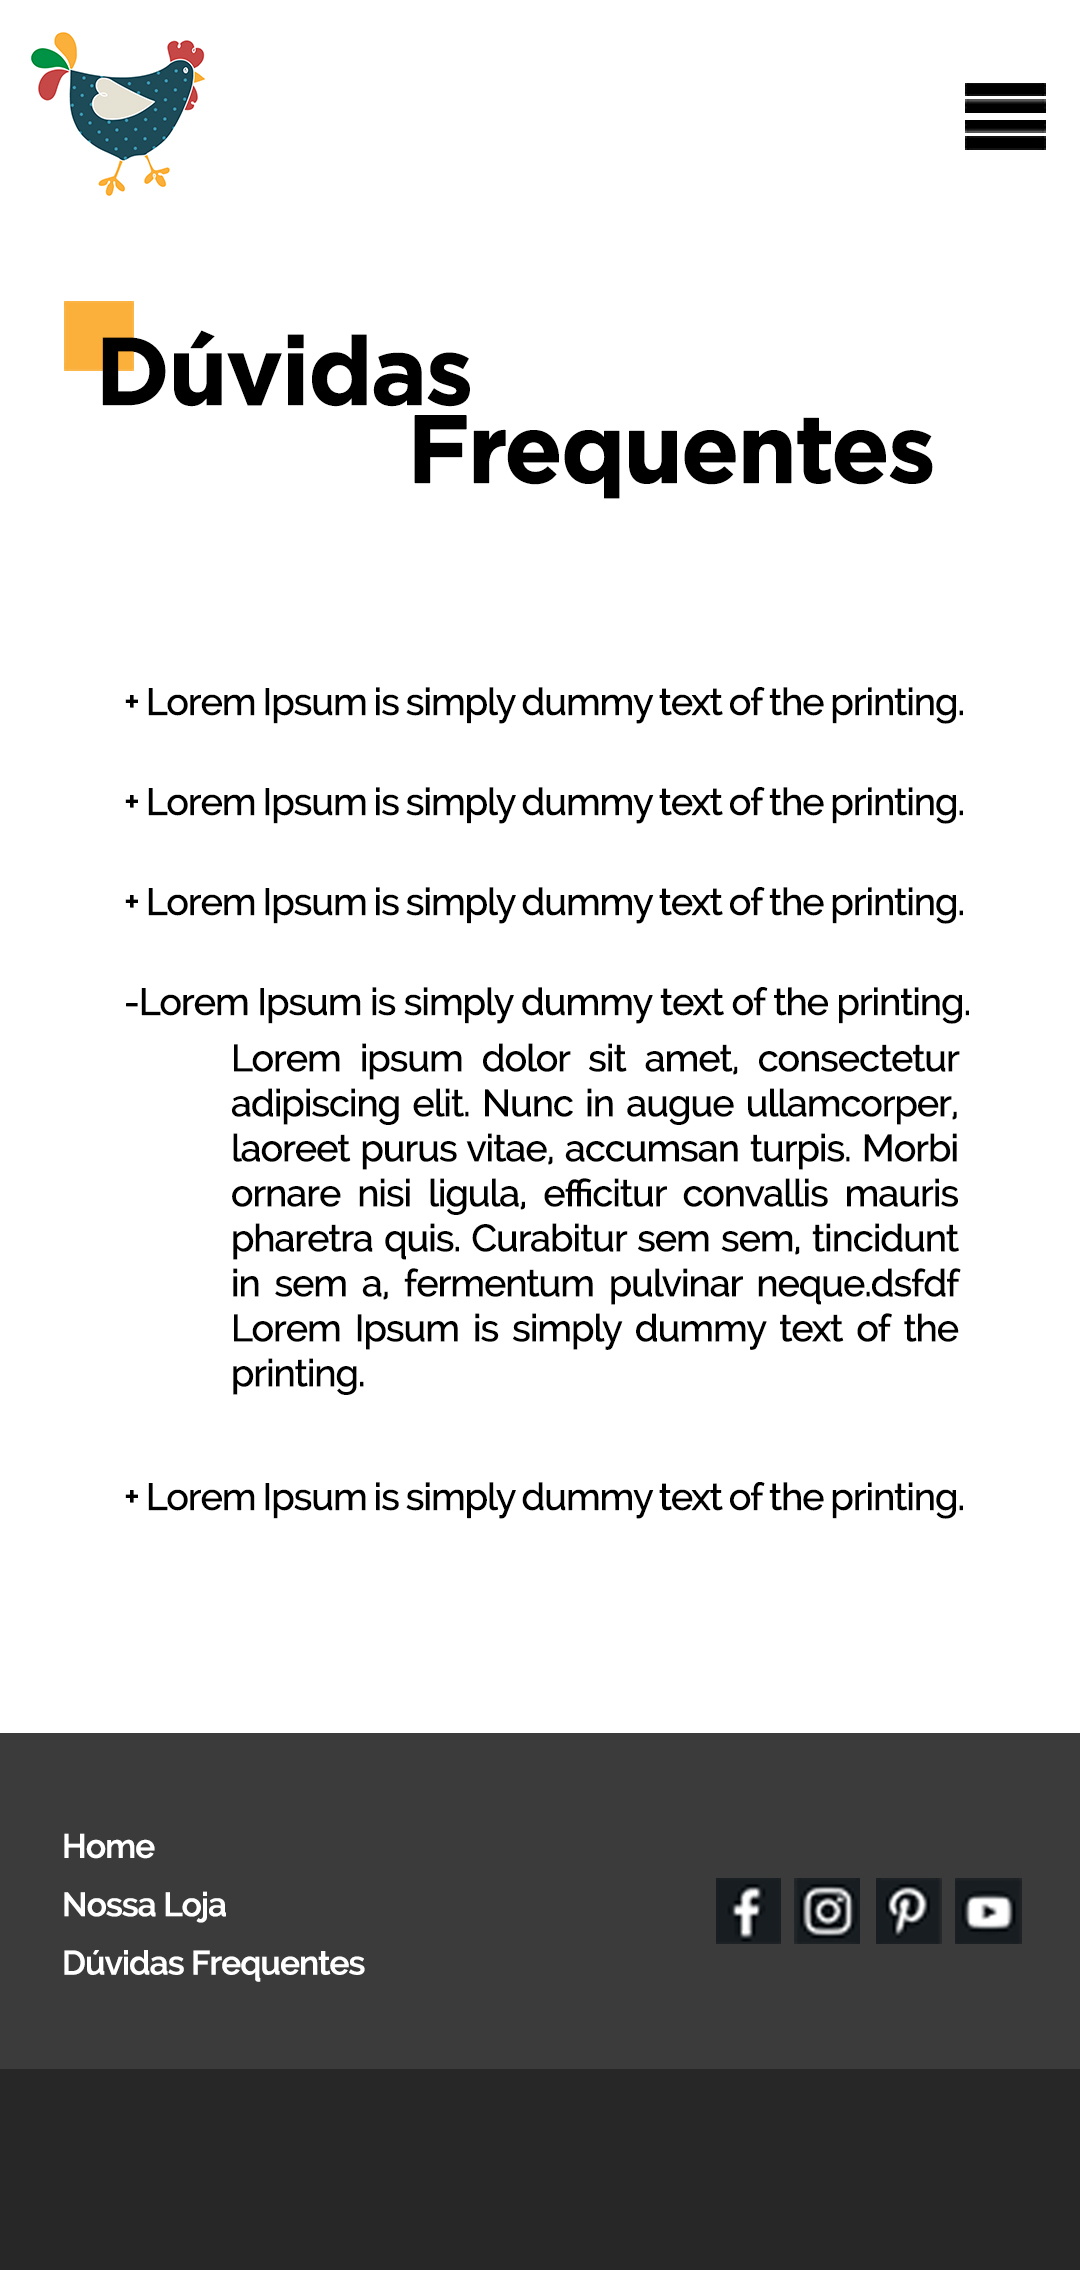 Dúvidas
Frequentes
+ Lorem Ipsum is simply dummy text of the printing.
+ Lorem Ipsum is simply dummy text of the printing.
+ Lorem Ipsum is simply dummy text of the printing.
-Lorem Ipsum is simply dummy text of the printing.
Lorem ipsum dolor sit amet, consectetur
adipiscing elit. Nunc in augue ullamcorper,
laoreet purus vitae, accumsan turpis. Morbi
ornare nisi ligula, efficitur convallis mauris
pharetra quis. Curabitur sem sem, tincidunt
in sem a, fermentum pulvinar neque.dsfdf
Lorem Ipsum is simply dummy text of the
printing.
+ Lorem Ipsum is simply dummy text of the printing.
Home
Nossa Loja
Dúvidas Frequentes